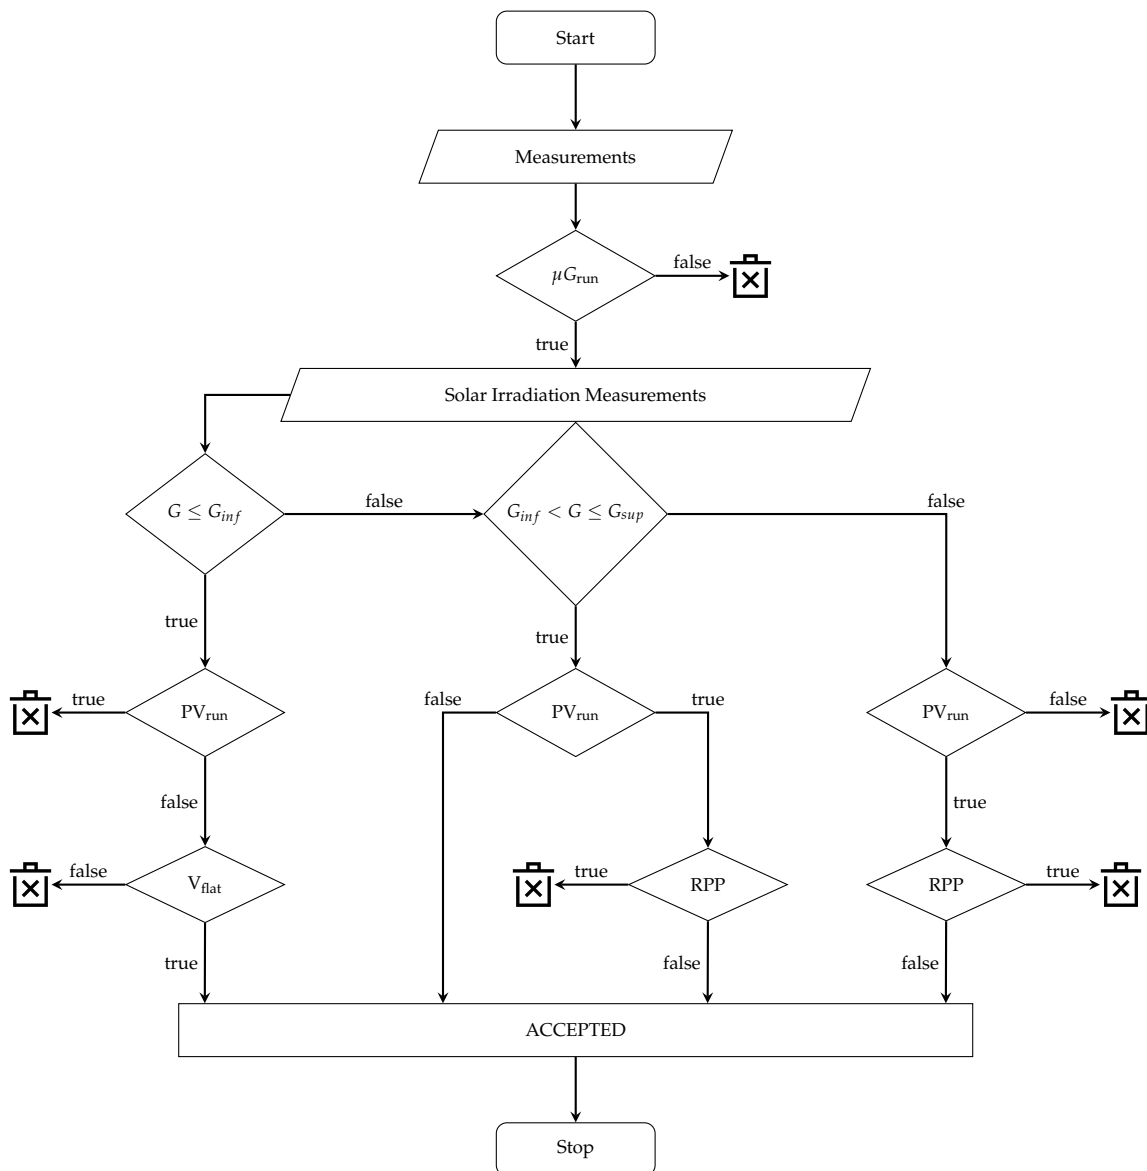 Start
Measurements
µG_run
false
true
Solar Irradiation Measurements
G ≤ G_inf
false
G_inf < G ≤ G_sup
false
true
true
true
PV_run
false
PV_run
true
PV_run
false
false
true
false
V_flat
true
RPP
RPP
true
true
false
false
ACCEPTED
Stop